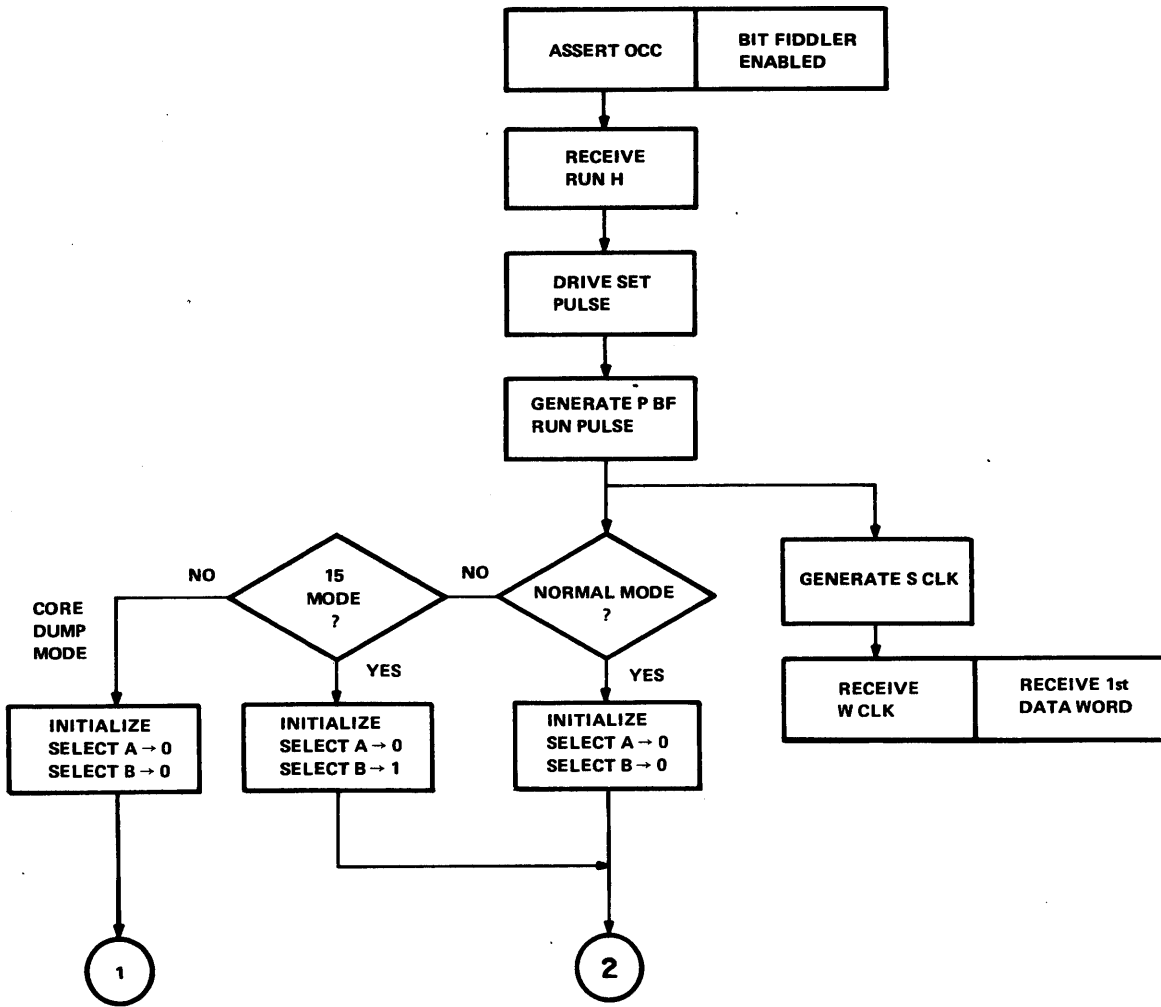 ASSERT OCC
BIT FIDDLER
ENABLED
RECEIVE
RUN H
DRIVE SET
PULSE
GENERATE P BF
RUN PULSE
NO
15
MODE
?
NO
NORMAL MODE
?
GENERATE S CLK
CORE
DUMP
MODE
YES
YES
RECEIVE
W CLK
RECEIVE 1st
DATA WORD
INITIALIZE
SELECT A → 0
SELECT B → 0
INITIALIZE
SELECT A → 0
SELECT B → 1
INITIALIZE
SELECT A → 0
SELECT B → 0
1
2